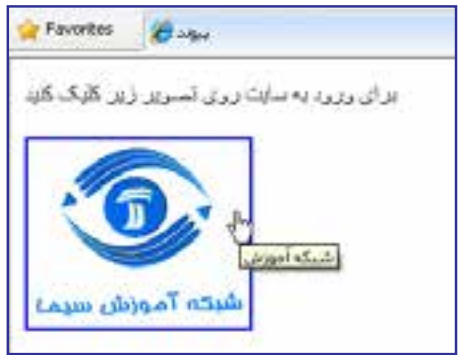 Favorites
پیوند
برای ورود به سایت روی تصویر زیر کلیک کنید
شبکه آموزش
شبکه آموزش سیما